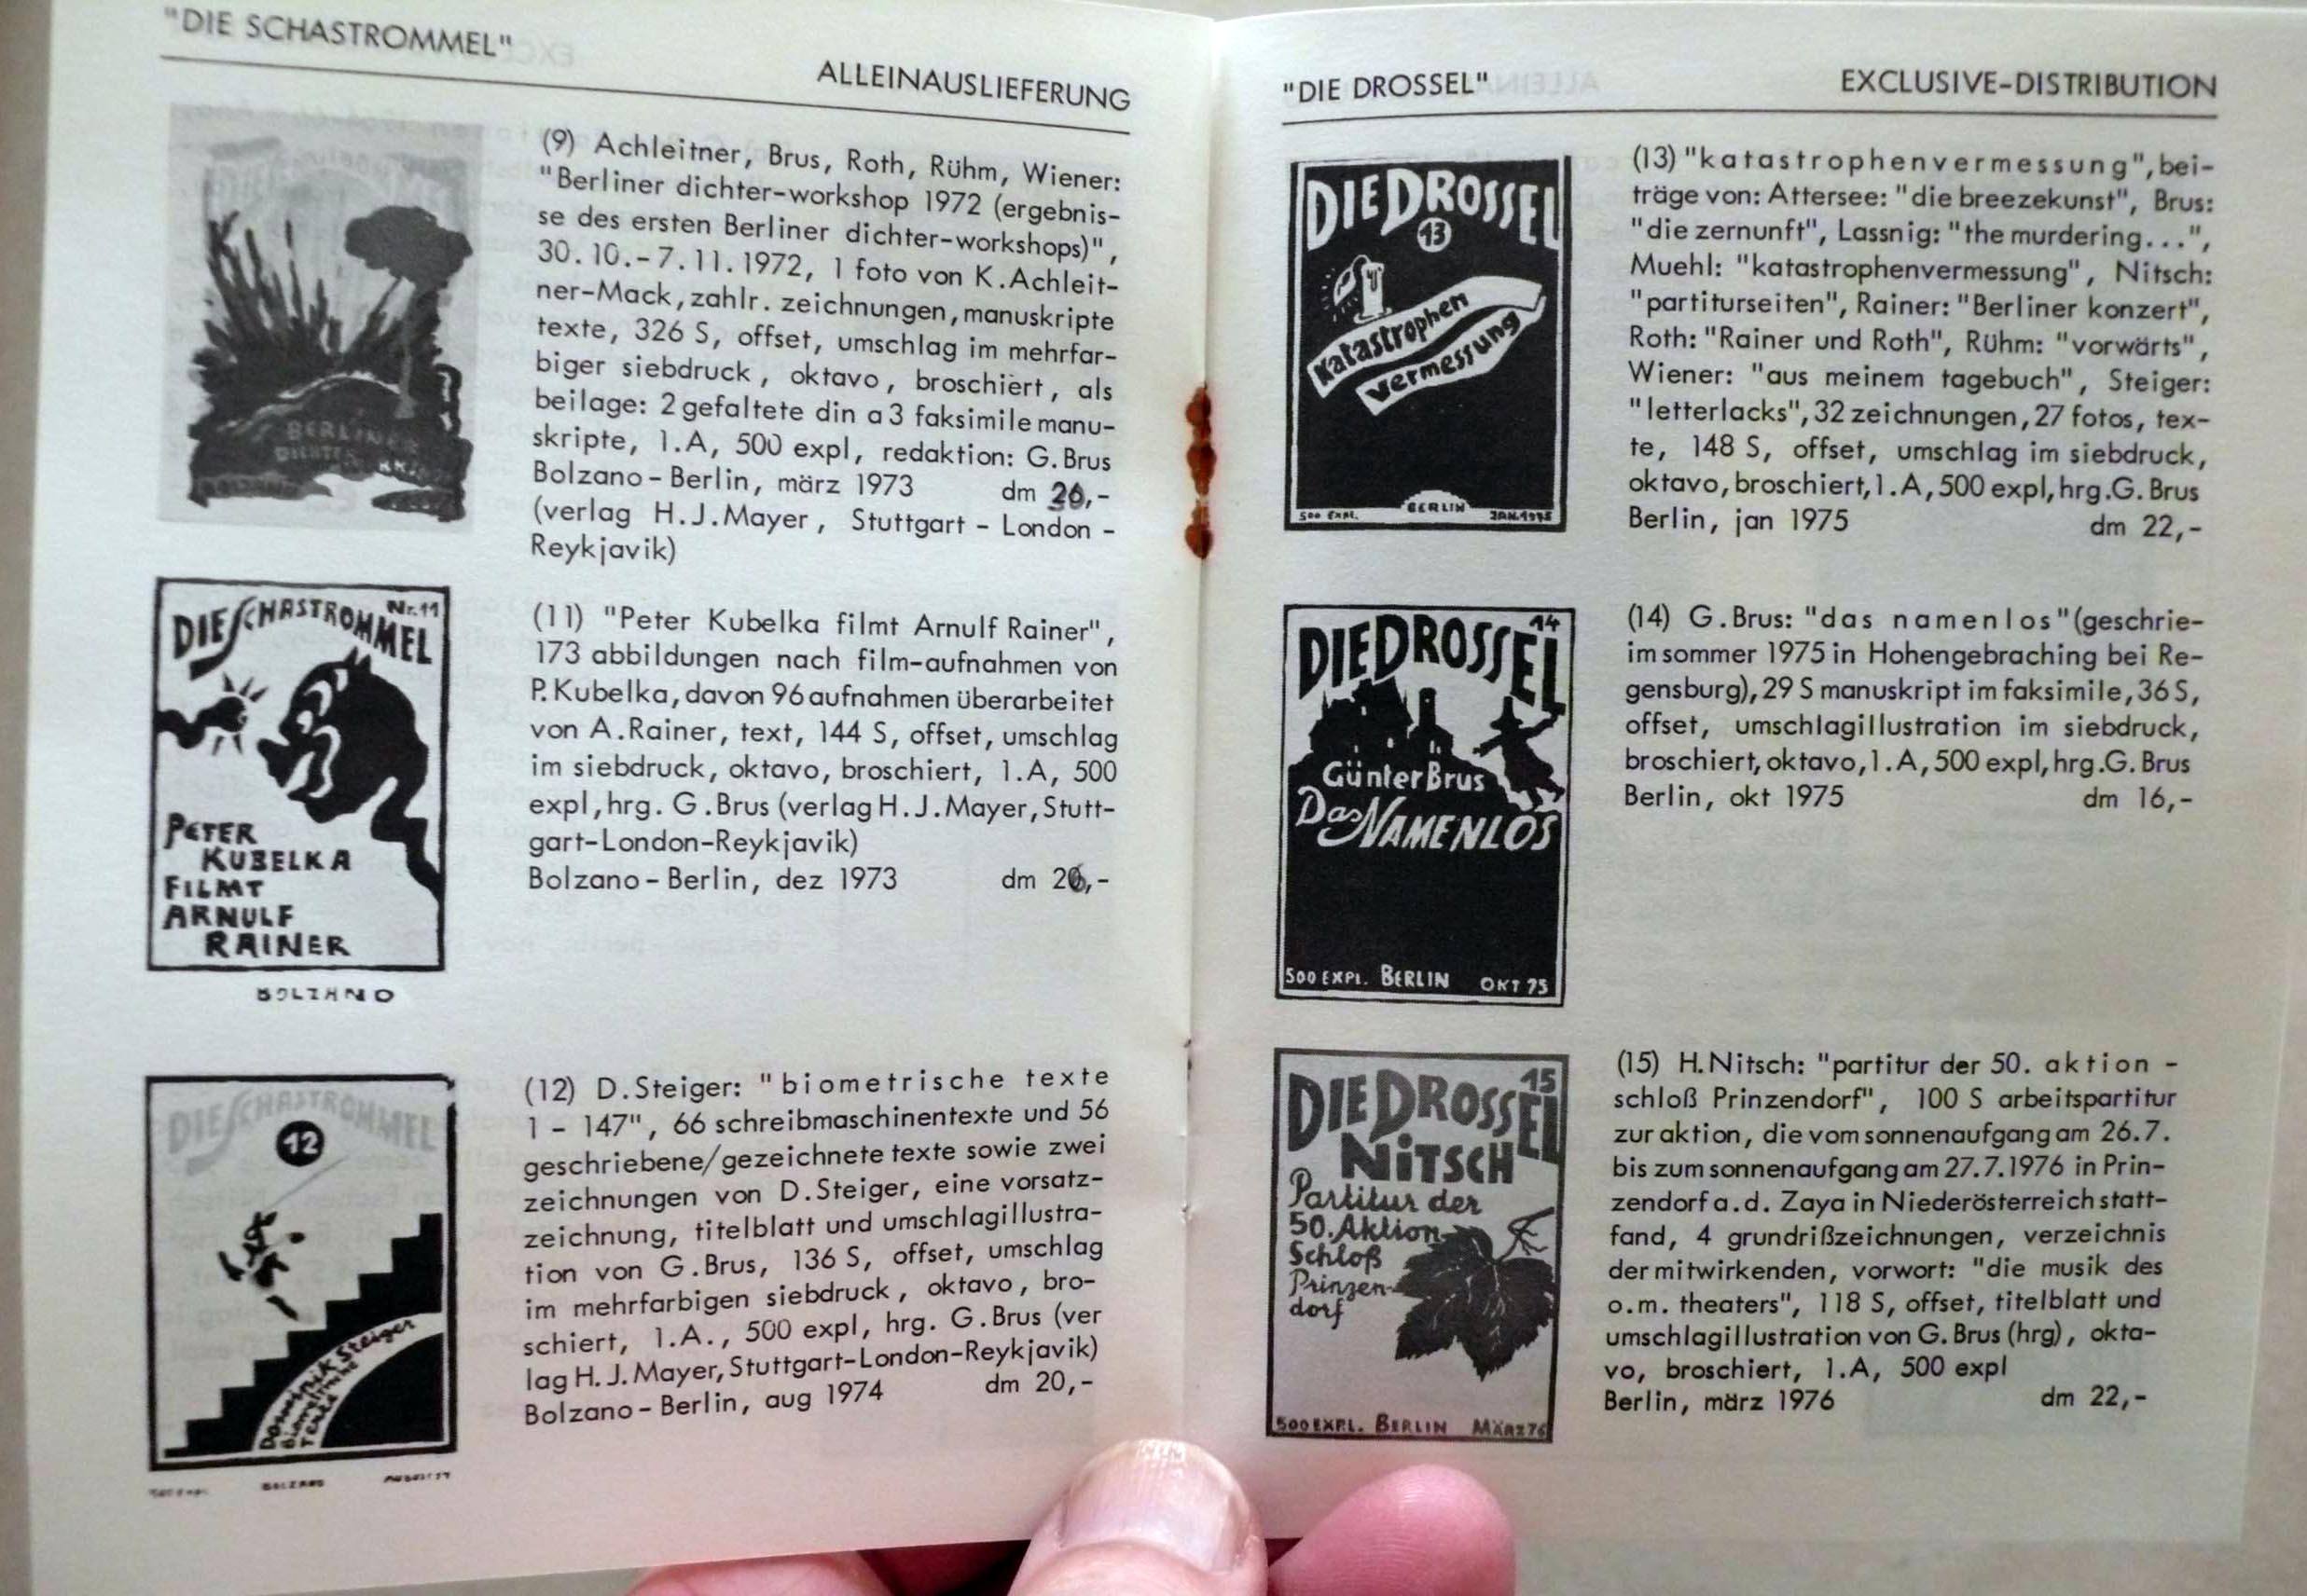 "DIE SCHASTROMMEL"
ALLEINAUSLIEFERUNG
BERLINER
DICHTER
BOLZANO
(9) Achleitner, Brus, Roth, Rühm, Wiener:
"Berliner dichter-workshop 1972 (ergebnis-
se des ersten Berliner dichter-workshops)",
30.10.-7.11.1972, 1 foto von K.Achleit-
ner-Mack, zahlr. zeichnungen, manuskripte
texte, 326 S, offset, umschlag im mehrfar-
biger siebdruck, oktavo, broschiert, als
beilage: 2 gefaltete din a3 faksimile manu-
skripte, 1.A, 500 expl, redaktion: G.Brus
Bolzano-Berlin, märz 1973 dm 26,-
(verlag H.J.Mayer, Stuttgart - London -
Reykjavik)
DIE SCHASTROMMEL
Nr.11
PETER
KUBELKA
FILMT
ARNULF
RAINER
BOLZANO
(11) "Peter Kubelka filmt Arnulf Rainer",
173 abbildungen nach film-aufnahmen von
P.Kubelka, davon 96 aufnahmen überarbeitet
von A.Rainer, text, 144 S, offset, umschlag
im siebdruck, oktavo, broschiert, 1.A, 500
expl, hrg. G.Brus (verlag H.J.Mayer, Stutt-
gart-London-Reykjavik)
Bolzano-Berlin, dez 1973 dm 26,-
DIE SCHASTROMMEL
12
Dominik Steiger
Biometrische
Texte
BOLZANO AUGUST 74
(12) D.Steiger: "biometrische texte
1 - 147", 66 schreibmaschinentexte und 56
geschriebene/gezeichnete texte sowie zwei
zeichnungen von D.Steiger, eine vorsatz-
zeichnung, titelblatt und umschlagillustra-
tion von G.Brus, 136 S, offset, umschlag
im mehrfarbigen siebdruck, oktavo, bro-
schiert, 1.A., 500 expl, hrg. G.Brus (ver
lag H.J.Mayer, Stuttgart-London-Reykjavik)
Bolzano-Berlin, aug 1974 dm 20,-
"DIE DROSSEL"
EXCLUSIVE-DISTRIBUTION
DIE DROSSEL
13
Katastrophen
vermessung
500 EXPL. BERLIN JAN.1975
(13) "katastrophenvermessung", bei-
träge von: Attersee: "die breezekunst", Brus:
"die zernunft", Lassnig: "the murdering...",
Muehl: "katastrophenvermessung", Nitsch:
"partiturseiten", Rainer: "Berliner konzert",
Roth: "Rainer und Roth", Rühm: "vorwärts",
Wiener: "aus meinem tagebuch", Steiger:
"letterlacks", 32 zeichnungen, 27 fotos, tex-
te, 148 S, offset, umschlag im siebdruck,
oktavo, broschiert, 1.A, 500 expl, hrg.G.Brus
Berlin, jan 1975 dm 22,-
14
DIE DROSSEL
Günter Brus
Das NAMENLOS
500 EXPL. BERLIN OKT 75
(14) G.Brus: "das namenlos" (geschrie-
im sommer 1975 in Hohengebraching bei Re-
gensburg), 29 S manuskript im faksimile, 36 S,
offset, umschlagillustration im siebdruck,
broschiert, oktavo, 1.A, 500 expl, hrg.G.Brus
Berlin, okt 1975 dm 16,-
15
DIE DROSSEL
NITSCH
Partitur der
50. Aktion
Schloß
Prinzen-
dorf
500 EXPL. BERLIN MÄRZ 76
(15) H.Nitsch: "partitur der 50. aktion -
schloß Prinzendorf", 100 S arbeitspartitur
zur aktion, die vom sonnenaufgang am 26.7.
bis zum sonnenaufgang am 27.7.1976 in Prin-
zendorf a.d. Zaya in Niederösterreich statt-
fand, 4 grundrißzeichnungen, verzeichnis
der mitwirkenden, vorwort: "die musik des
o.m. theaters", 118 S, offset, titelblatt und
umschlagillustration von G. Brus (hrg), okta-
vo, broschiert, 1.A, 500 expl
Berlin, märz 1976 dm 22,-